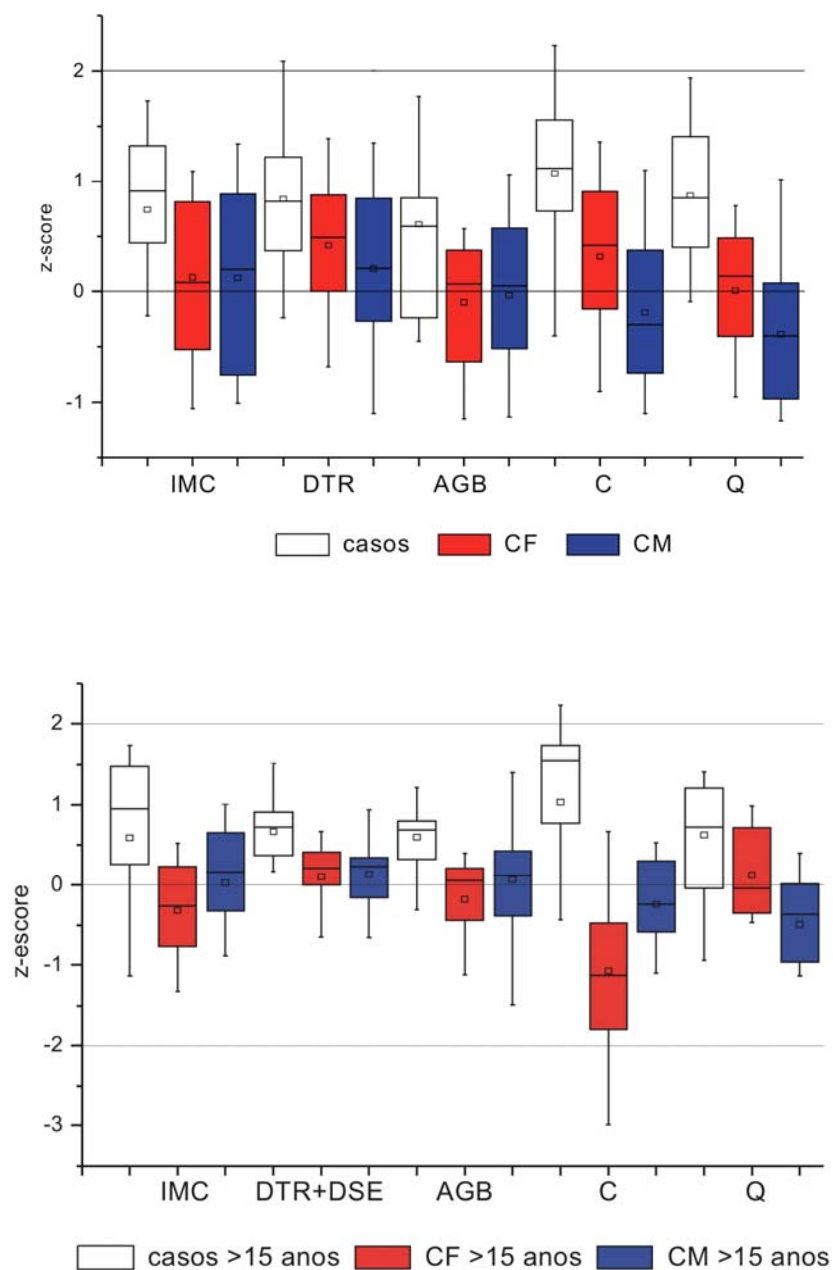 z-score
2
1
0
-1
IMC DTR AGB C Q
casos CF CM
z-escore
2
1
0
-1
-2
-3
IMC DTR+DSE AGB C Q
casos >15 anos CF >15 anos CM >15 anos